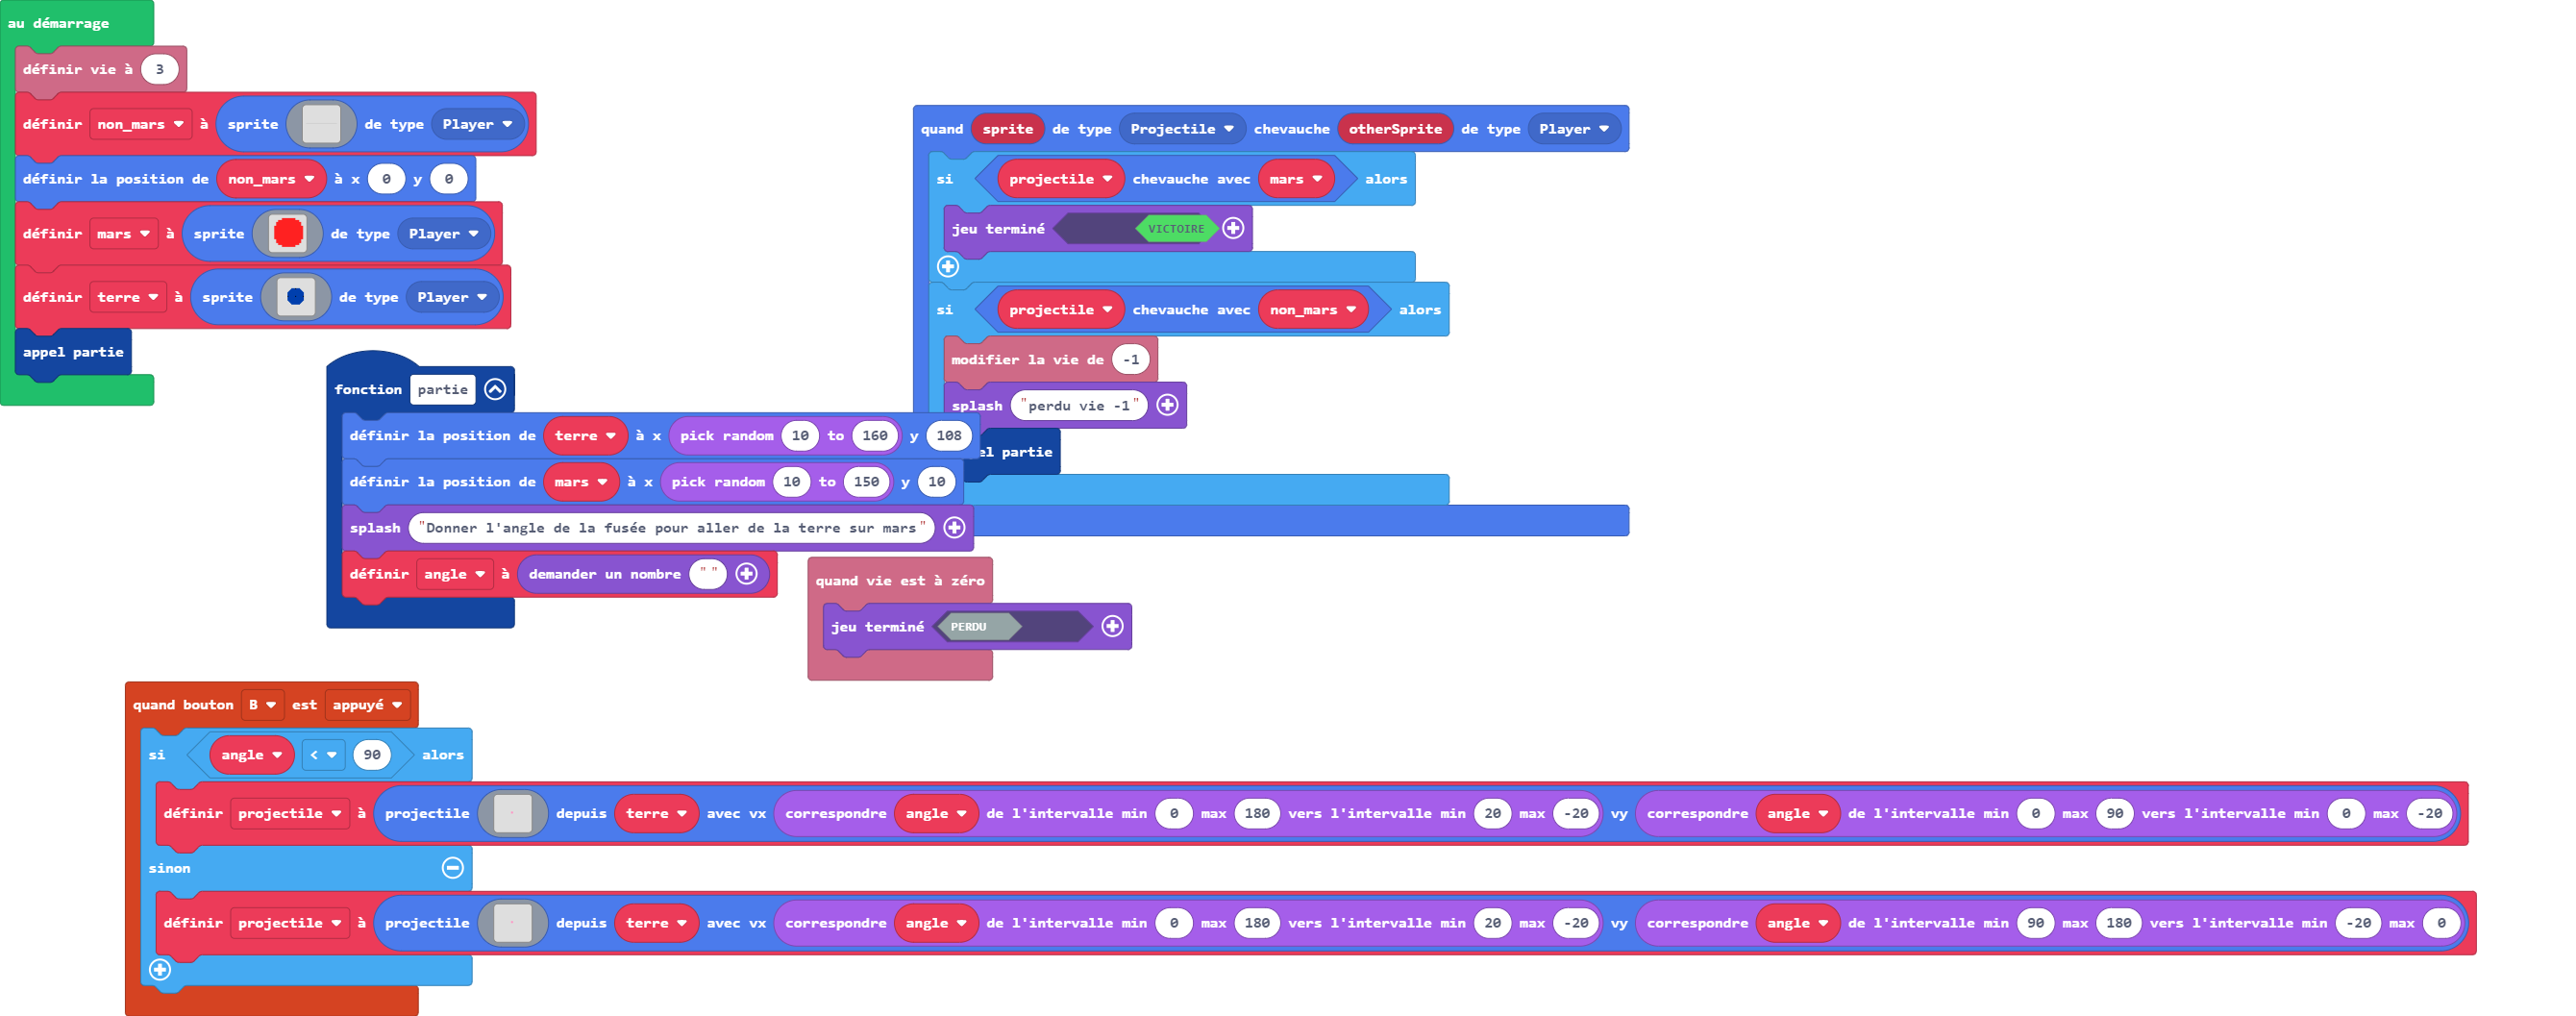 au démarrage
définir vie à 3
définir non_mars à sprite de type Player
définir la position de non_mars à x 0 y 0
définir mars à sprite de type Player
définir terre à sprite de type Player
appel partie
fonction partie
définir la position de terre à x pick random 10 to 160 y 108
définir la position de mars à x pick random 10 to 150 y 10
splash "Donner l'angle de la fusée pour aller de la terre sur mars"
définir angle à demander un nombre ""
quand sprite de type Projectile chevauche otherSprite de type Player
si projectile chevauche avec mars alors
jeu terminé VICTOIRE
si projectile chevauche avec non_mars alors
modifier la vie de -1
splash "perdu vie -1"
el partie
quand vie est à zéro
jeu terminé PERDU
quand bouton B est appuyé
si angle < 90 alors
définir projectile à projectile depuis terre avec vx correspondre angle de l'intervalle min 0 max 180 vers l'intervalle min 20 max -20 vy correspondre angle de l'intervalle min 0 max 90 vers l'intervalle min 0 max -20
sinon
définir projectile à projectile depuis terre avec vx correspondre angle de l'intervalle min 0 max 180 vers l'intervalle min 20 max -20 vy correspondre angle de l'intervalle min 90 max 180 vers l'intervalle min -20 max 0